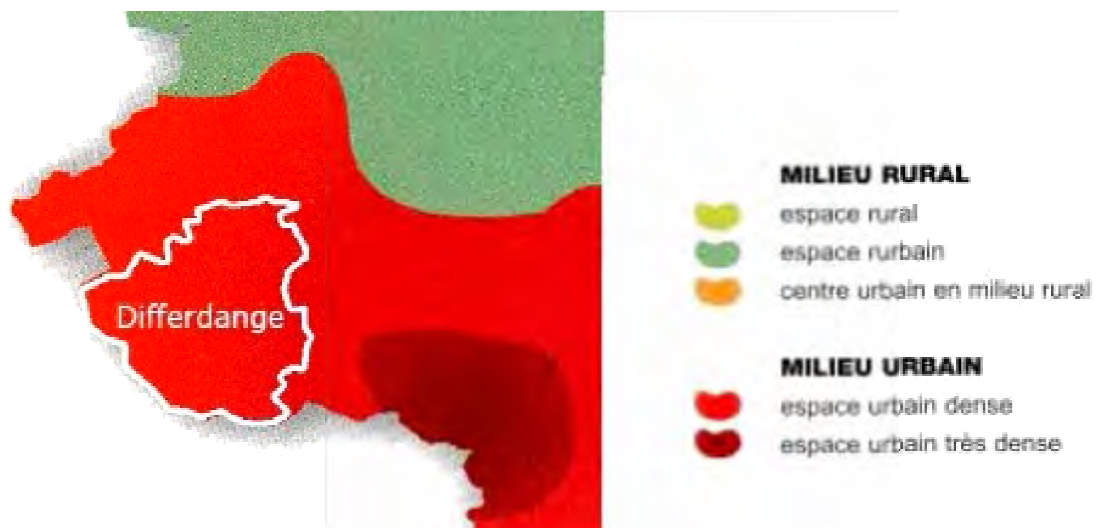 Differdange
MILIEU RURAL
espace rural
espace rurbain
centre urbain en milieu rural
MILIEU URBAIN
espace urbain dense
espace urbain très dense